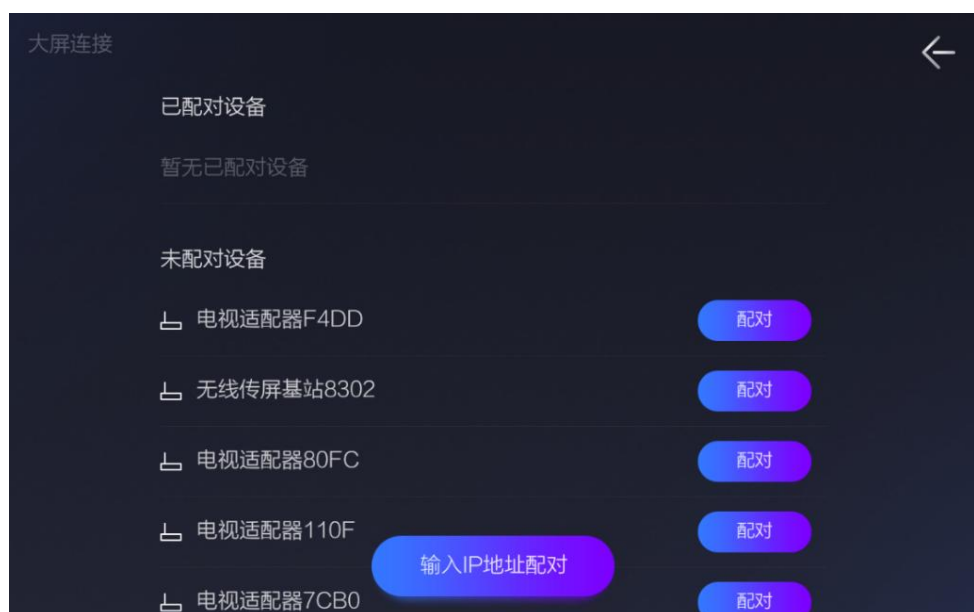 大屏连接
已配对设备
暂无已配对设备
未配对设备
电视适配器F4DD 配对
无线传屏基站8302 配对
电视适配器80FC 配对
电视适配器110F 配对
输入IP地址配对
电视适配器7CB0 配对